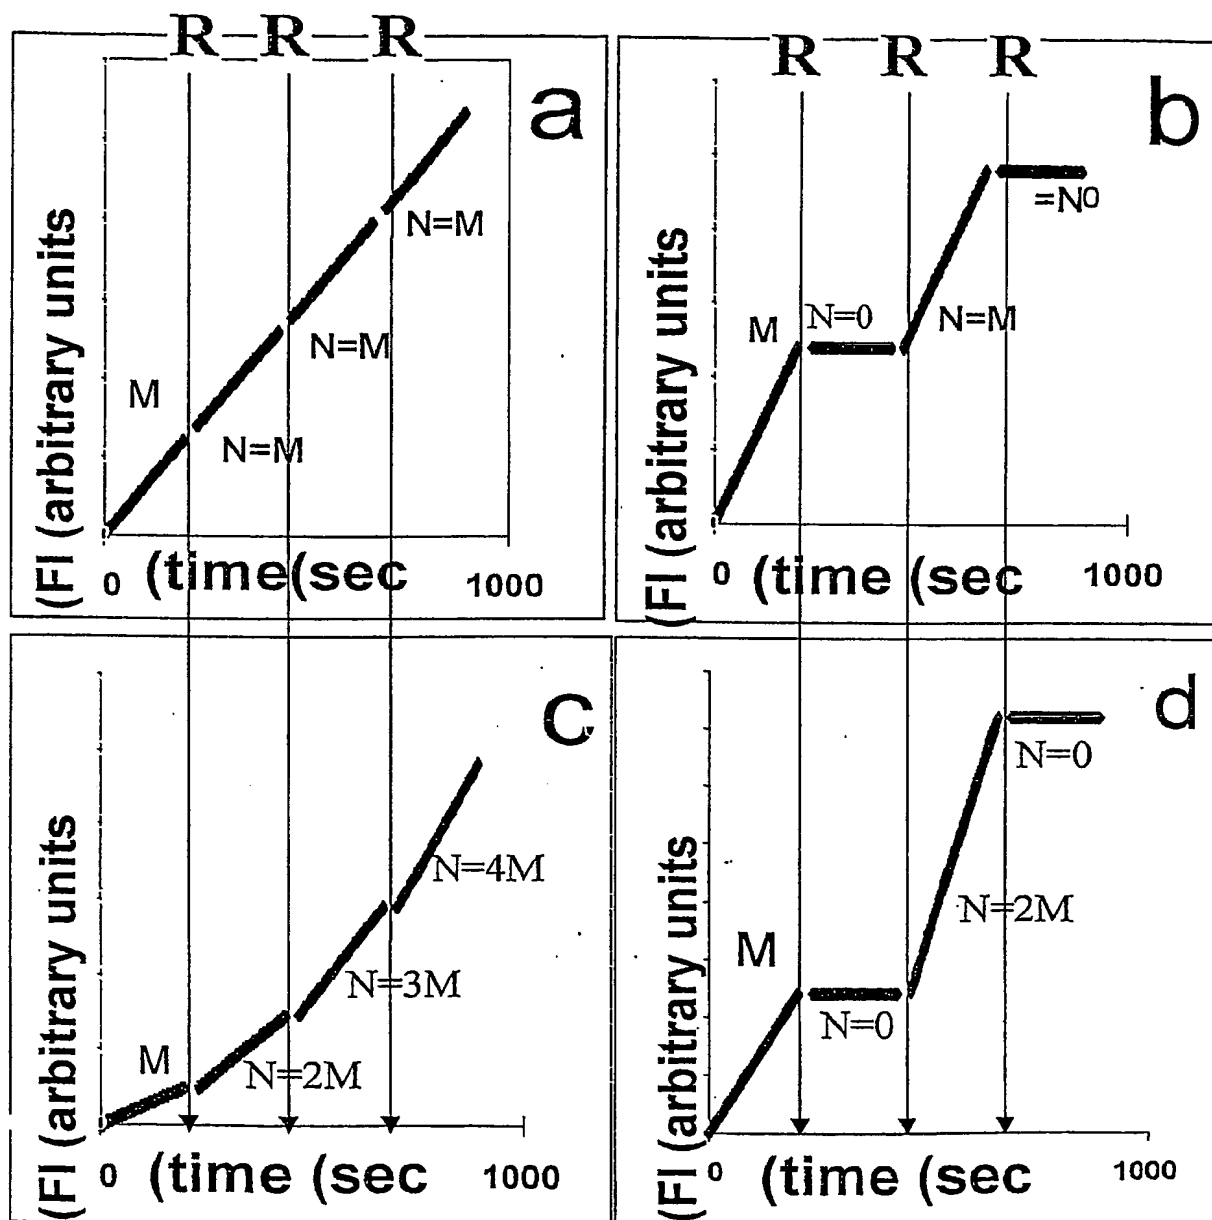 R R R
a
(FI (arbitrary units
M
N=M
N=M
N=M
0
(time(sec
1000
R R R
b
(FI (arbitrary units
M
N=0
N=M
=N0
0
(time (sec
1000
c
(FI (arbitrary units
M
N=2M
N=3M
N=4M
0
(time (sec
1000
d
(FI (arbitrary units
M
N=0
N=2M
N=0
0
(time (sec
1000